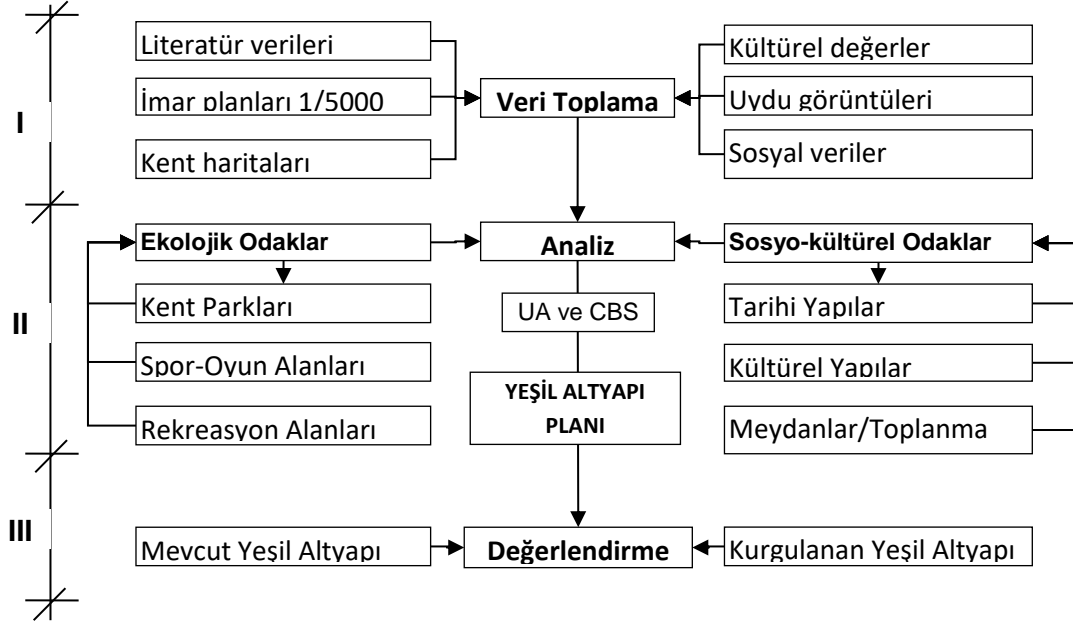 I
Literatür verileri
İmar planları 1/5000
Kent haritaları
Veri Toplama
Kültürel değerler
Uydu görüntüleri
Sosyal veriler
II
Ekolojik Odaklar
Kent Parkları
Spor-Oyun Alanları
Rekreasyon Alanları
Analiz
UA ve CBS
YEŞİL ALTYAPI
PLANI
Sosyo-kültürel Odaklar
Tarihi Yapılar
Kültürel Yapılar
Meydanlar/Toplanma
III
Mevcut Yeşil Altyapı
Değerlendirme
Kurgulanan Yeşil Altyapı